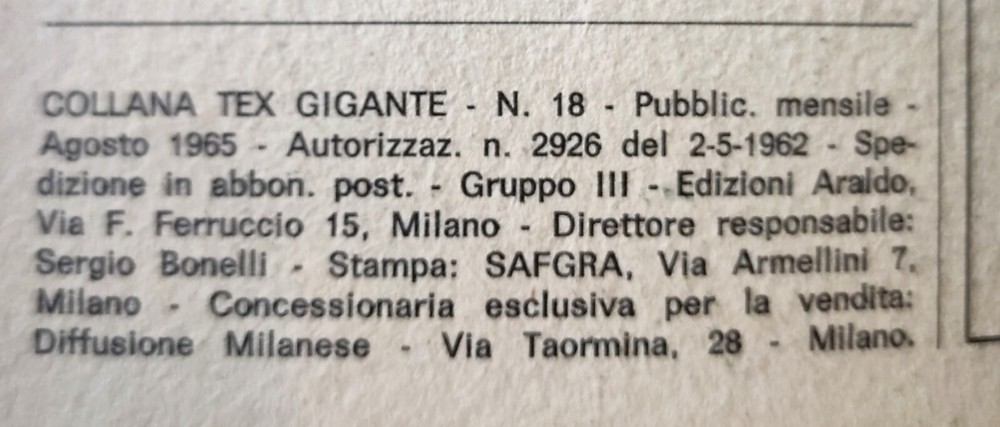 COLLANA TEX GIGANTE - N. 18 - Pubblic. mensile -
Agosto 1965 - Autorizzaz. n. 2926 del 2-5-1962 - Spe-
dizione in abbon. post. - Gruppo III - Edizioni Araldo,
Via F. Ferruccio 15, Milano - Direttore responsabile:
Sergio Bonelli - Stampa: SAFGRA, Via Armellini 7,
Milano - Concessionaria esclusiva per la vendita:
Diffusione Milanese - Via Taormina, 28 - Milano.